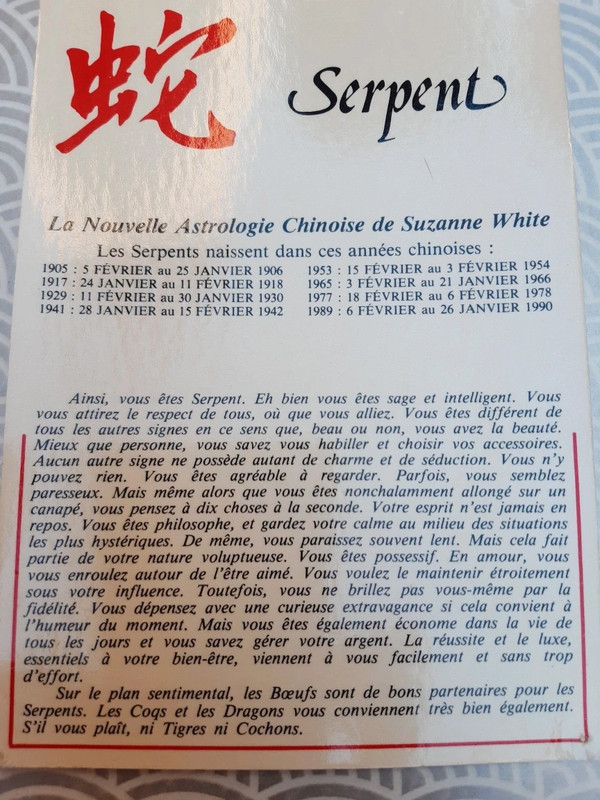 蛇 Serpent
La Nouvelle Astrologie Chinoise de Suzanne White
Les Serpents naissent dans ces années chinoises :
1905 : 5 FÉVRIER au 25 JANVIER 1906
1917 : 24 JANVIER au 11 FÉVRIER 1918
1929 : 11 FÉVRIER au 30 JANVIER 1930
1941 : 28 JANVIER au 15 FÉVRIER 1942
1953 : 15 FÉVRIER au 3 FÉVRIER 1954
1965 : 3 FÉVRIER au 21 JANVIER 1966
1977 : 18 FÉVRIER au 6 FÉVRIER 1978
1989 : 6 FÉVRIER au 26 JANVIER 1990
Ainsi, vous êtes Serpent. Eh bien vous êtes sage et intelligent. Vous
vous attirez le respect de tous, où que vous alliez. Vous êtes différent de
tous les autres signes en ce sens que, beau ou non, vous avez la beauté.
Mieux que personne, vous savez vous habiller et choisir vos accessoires.
Aucun autre signe ne possède autant de charme et de séduction. Vous n'y
pouvez rien. Vous êtes agréable à regarder. Parfois, vous semblez
paresseux. Mais même alors que vous êtes nonchalamment allongé sur un
canapé, vous pensez à dix choses à la seconde. Votre esprit n'est jamais en
repos. Vous êtes philosophe, et gardez votre calme au milieu des situations
les plus hystériques. De même, vous paraissez souvent lent. Mais cela fait
partie de votre nature voluptueuse. Vous êtes possessif. En amour, vous
vous enroulez autour de l'être aimé. Vous voulez le maintenir étroitement
sous votre influence. Toutefois, vous ne brillez pas vous-même par la
fidélité. Vous dépensez avec une curieuse extravagance si cela convient à
l'humeur du moment. Mais vous êtes également économe dans la vie de
tous les jours et vous savez gérer votre argent. La réussite et le luxe,
essentiels à votre bien-être, viennent à vous facilement et sans trop
d'effort.
Sur le plan sentimental, les Bœufs sont de bons partenaires pour les
Serpents. Les Coqs et les Dragons vous conviennent très bien également.
S'il vous plaît, ni Tigres ni Cochons.